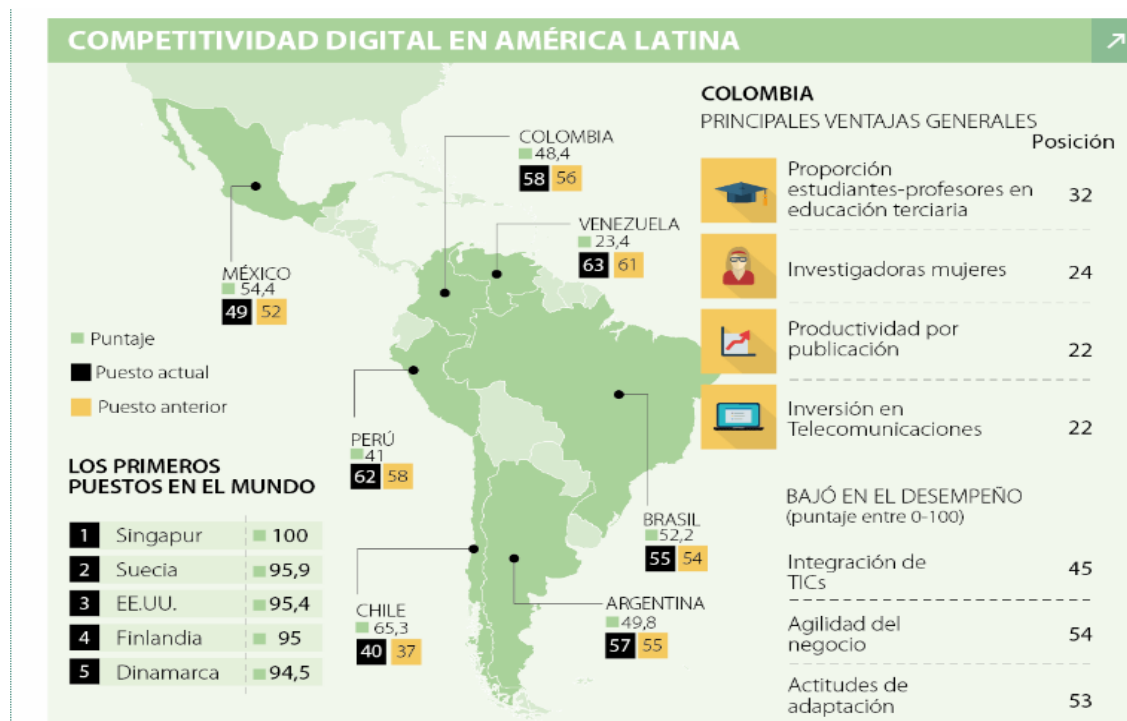 COMPETITIVIDAD DIGITAL EN AMÉRICA LATINA
COLOMBIA
48,4
58 56
VENEZUELA
23,4
63 61
MÉXICO
54,4
49 52
Puntaje
Puesto actual
Puesto anterior
PERÚ
41
62 58
BRASIL
52,2
55 54
CHILE
65,3
40 37
ARGENTINA
49,8
57 55
LOS PRIMEROS
PUESTOS EN EL MUNDO
1 Singapur 100
2 Suecia 95,9
3 EE.UU. 95,4
4 Finlandia 95
5 Dinamarca 94,5
COLOMBIA
PRINCIPALES VENTAJAS GENERALES
Posición
Proporción
estudiantes-profesores en
educación terciaria 32
Investigadoras mujeres 24
Productividad por
publicación 22
Inversión en
Telecomunicaciones 22
BAJÓ EN EL DESEMPEÑO
(puntaje entre 0-100)
Integración de
TICs 45
Agilidad del
negocio 54
Actitudes de
adaptación 53